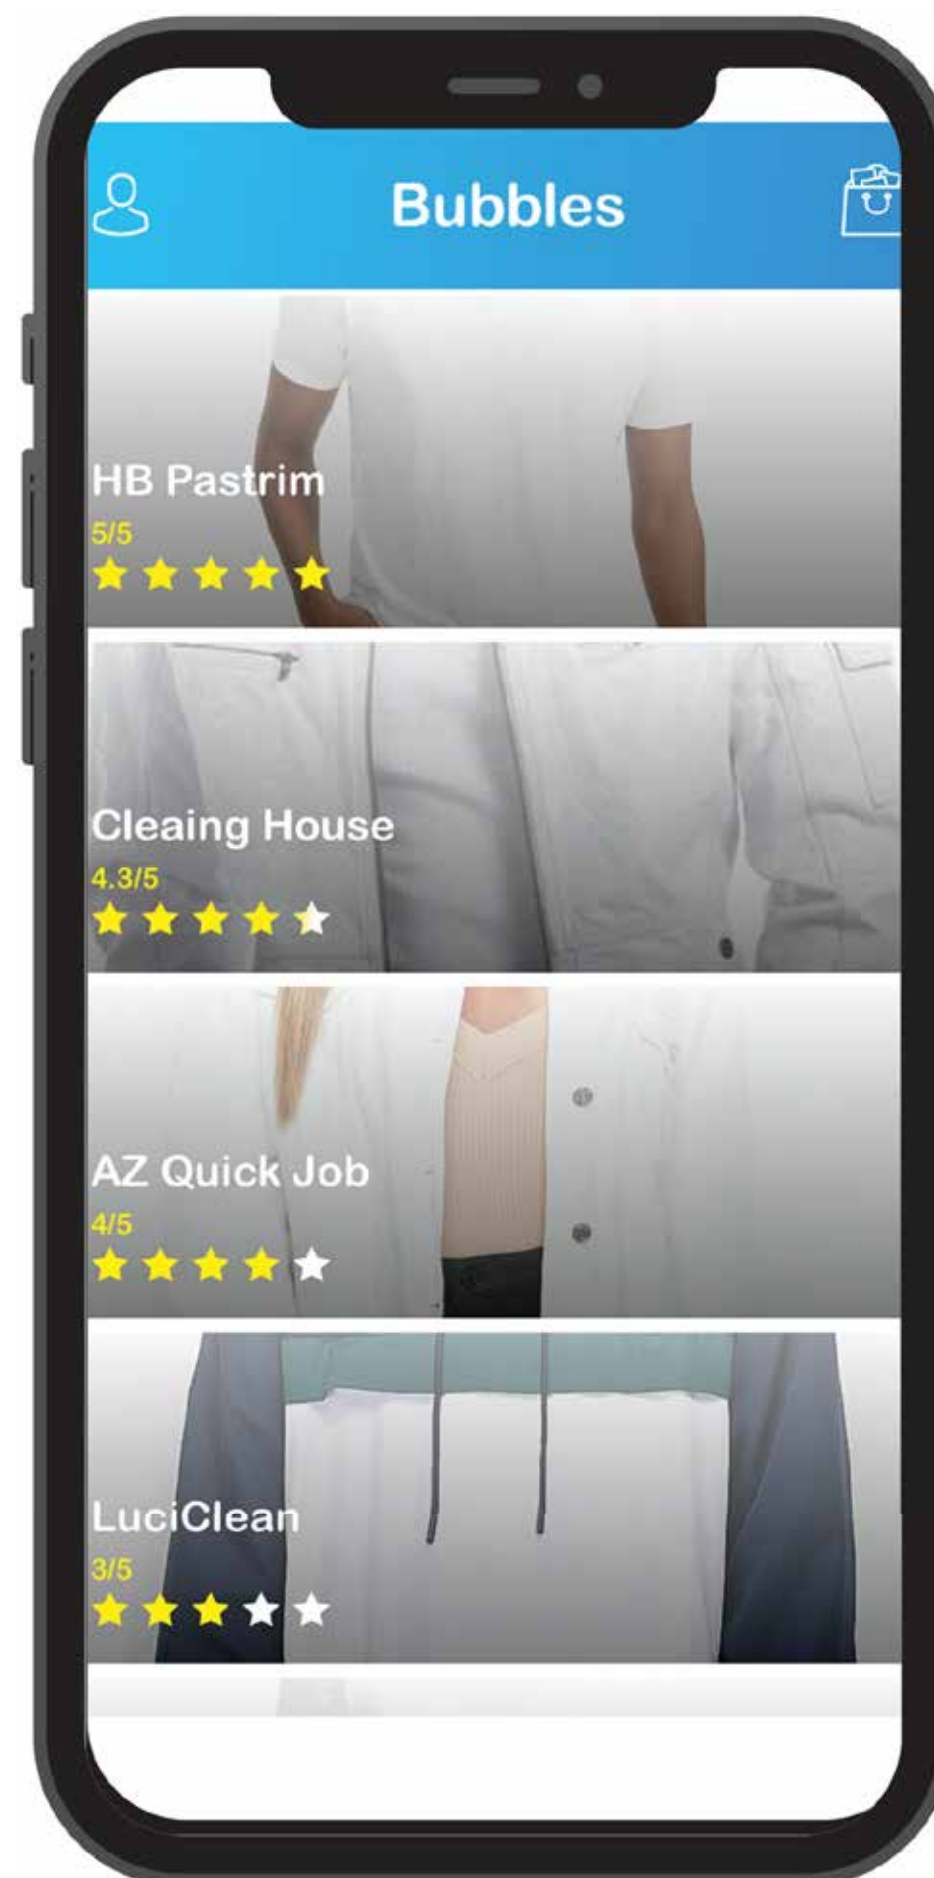 Bubbles
HB Pastrim
5/5
Cleaing House
4.3/5
AZ Quick Job
4/5
LuciClean
3/5